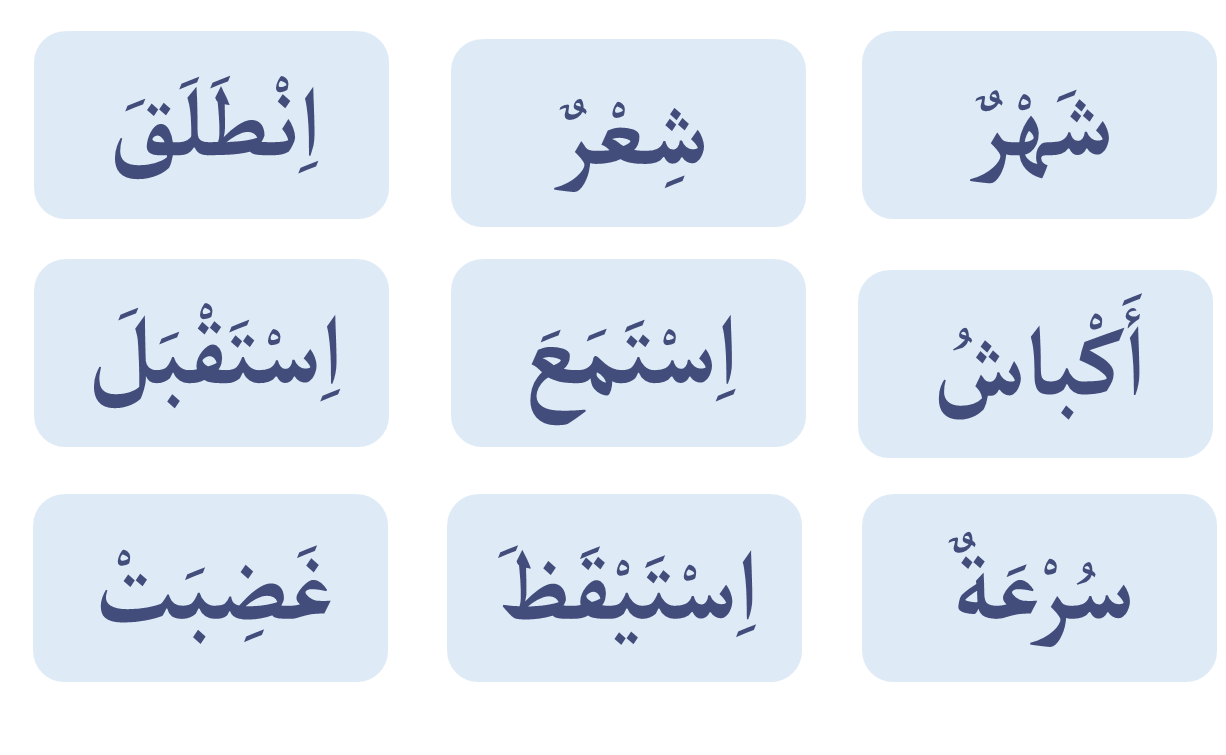 شَهْرٌ
شِعْرٌ
اِنْطَلَقَ
أَكْباشُ
اِسْتَمَعَ
اِسْتَقْبَلَ
سُرْعَةٌ
اِسْتَيْقَظَ
غَضِبَتْ